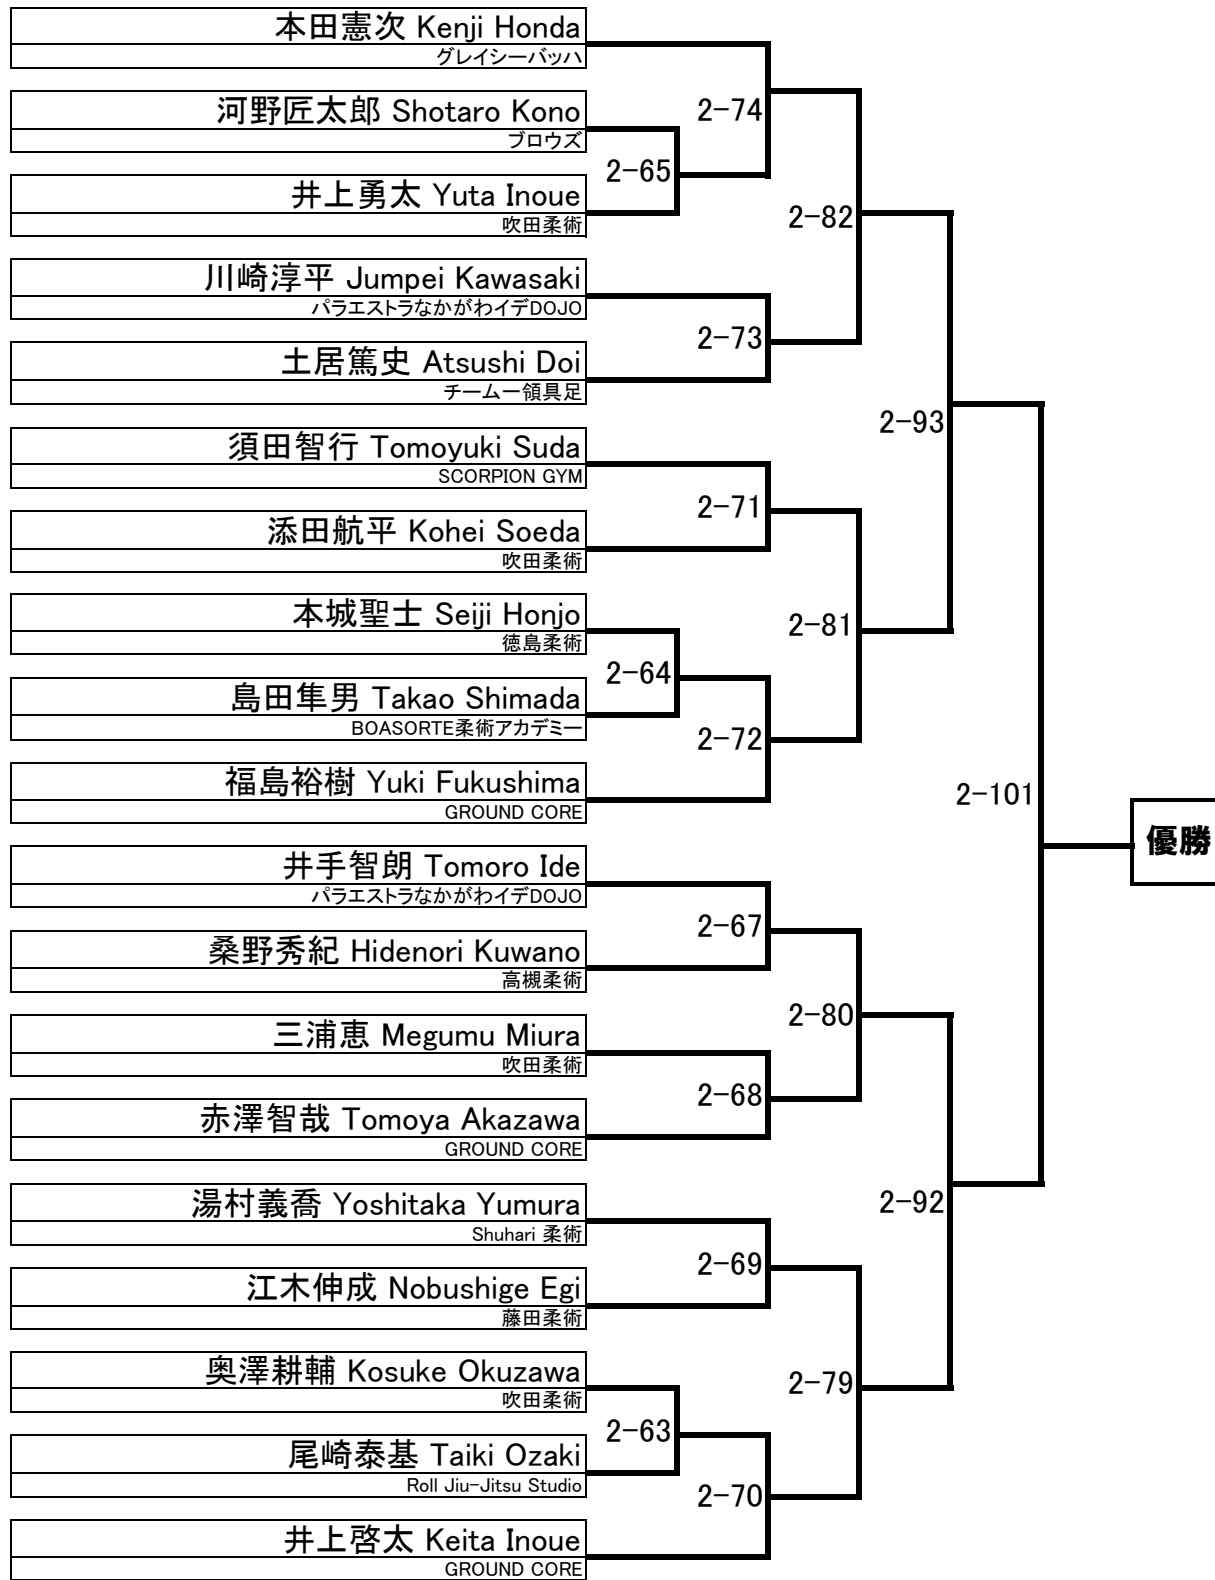 本田憲次 Kenji Honda
グレイシーバッハ
河野匠太郎 Shotaro Kono
ブロウズ
井上勇太 Yuta Inoue
吹田柔術
川崎淳平 Jumpei Kawasaki
パラエストラなかがわイデDOJO
土居篤史 Atsushi Doi
チーム一領具足
須田智行 Tomoyuki Suda
SCORPION GYM
添田航平 Kohei Soeda
吹田柔術
本城聖士 Seiji Honjo
徳島柔術
島田隼男 Takao Shimada
BOASORTE柔術アカデミー
福島裕樹 Yuki Fukushima
GROUND CORE
井手智朗 Tomoro Ide
パラエストラなかがわイデDOJO
桑野秀紀 Hidenori Kuwano
高槻柔術
三浦恵 Megumu Miura
吹田柔術
赤澤智哉 Tomoya Akazawa
GROUND CORE
湯村義喬 Yoshitaka Yumura
Shuhari 柔術
江木伸成 Nobushige Egi
藤田柔術
奥澤耕輔 Kosuke Okuzawa
吹田柔術
尾崎泰基 Taiki Ozaki
Roll Jiu-Jitsu Studio
井上啓太 Keita Inoue
GROUND CORE
2-65
2-64
2-63
2-74
2-73
2-71
2-72
2-67
2-68
2-69
2-70
2-82
2-81
2-80
2-79
2-93
2-92
2-101
優勝